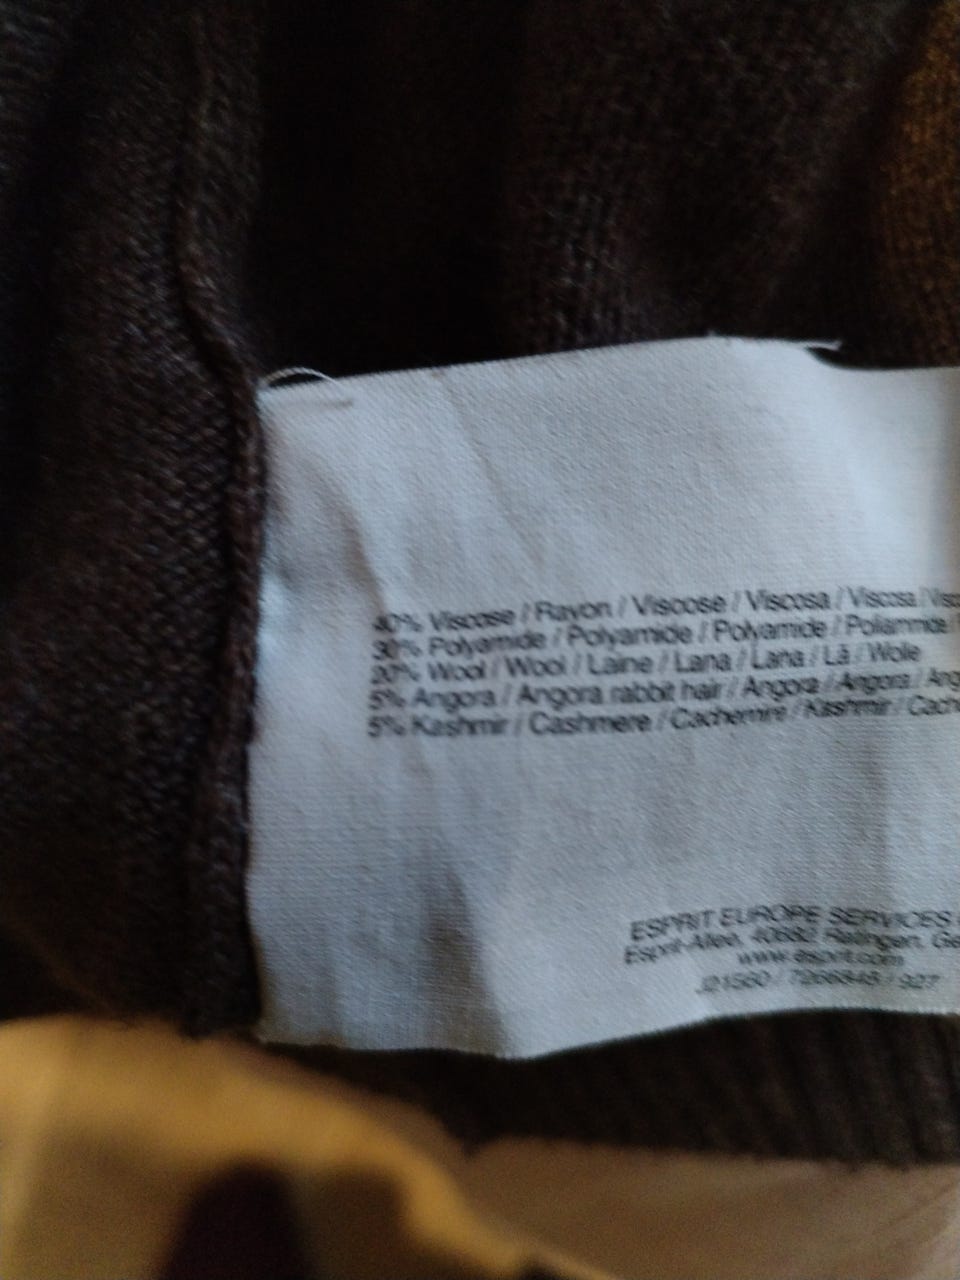 40% Viscose / Rayon / Viscose / Viscosa / Viscosa /
30% Polyamide / Polyamide / Polyamide / Poliammide
20% Wool / Wool / Laine / Lana / Lana / Lã / Wolle
5% Angora / Angora rabbit hair / Angora / Angora /
5% Kashmir / Cashmere / Cachemire / Kashmir /
ESPRIT EUROPE SERVICES
Esprit-Allee, 40882 Ratingen,
www.esprit.com
/ 927